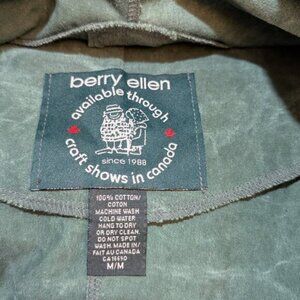 berry ellen
available through
since 1988
craft shows in canada
100% COTTON/
COTON
MACHINE WASH
COLD WATER
HANG TO DRY
OR DRY CLEAN.
DO NOT SPOT
WASH. MADE IN/
FAIT AU CANADA
CA16690
M/M